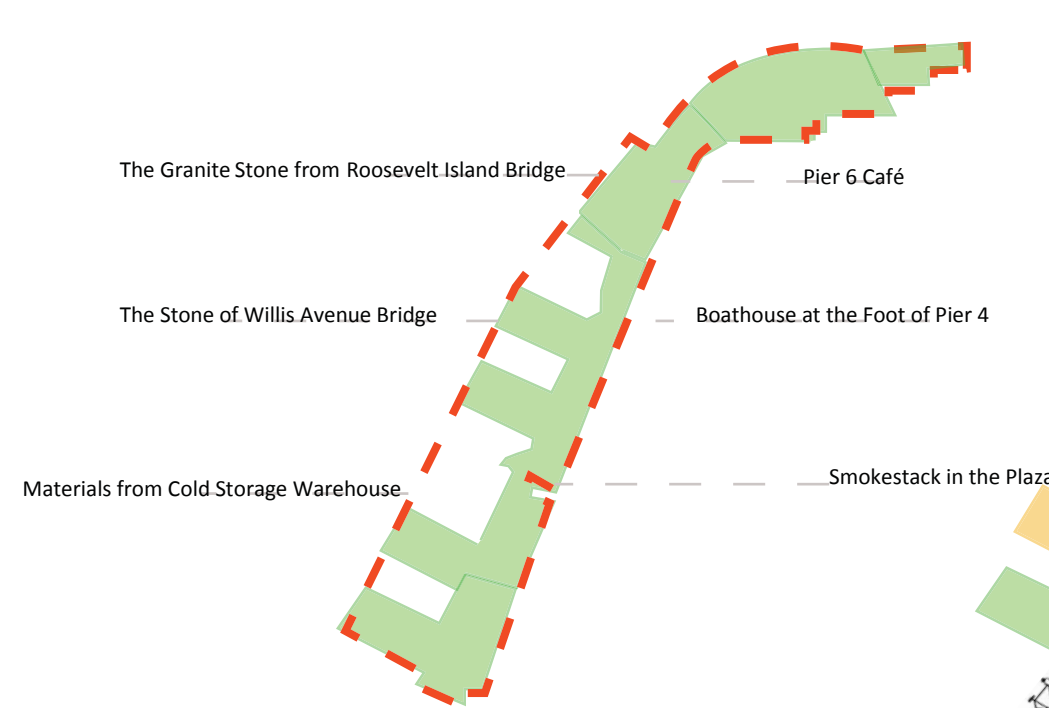 The Granite Stone from Roosevelt Island Bridge
Pier 6 Café
The Stone of Willis Avenue Bridge
Boathouse at the Foot of Pier 4
Materials from Cold Storage Warehouse
Smokestack in the Plaza